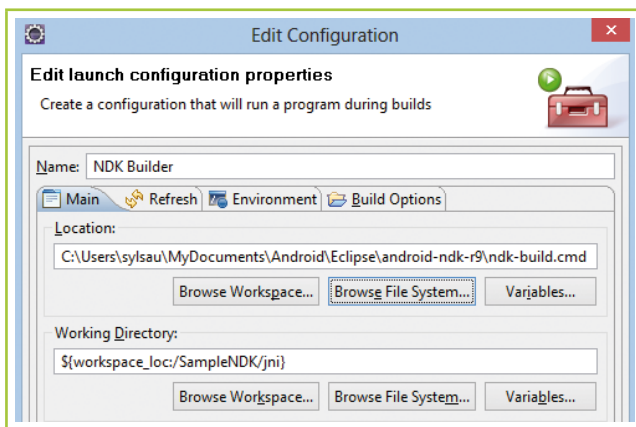 Edit Configuration
Edit launch configuration properties
Create a configuration that will run a program during builds
Name: NDK Builder
Main Refresh Environment Build Options
Location:
C:\Users\sylsau\MyDocuments\Android\Eclipse\android-ndk-r9\ndk-build.cmd
Browse Workspace... Browse File System... Variables...
Working Directory:
${workspace_loc:/SampleNDK/jni}
Browse Workspace... Browse File System... Variables...